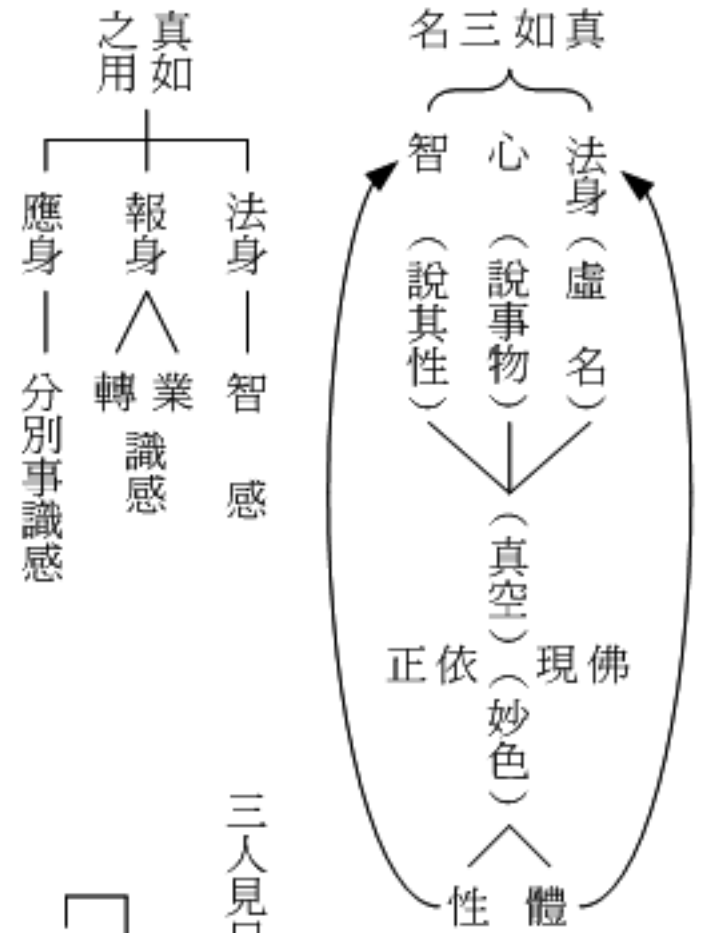 真如三名
法身（虛名）
心（說事物）
智（說其性）
（真空）（妙色）
佛現
依正
體
性
真如
之用
法身
智感
報身
業
轉
識感
應身
分別事識感
三人見